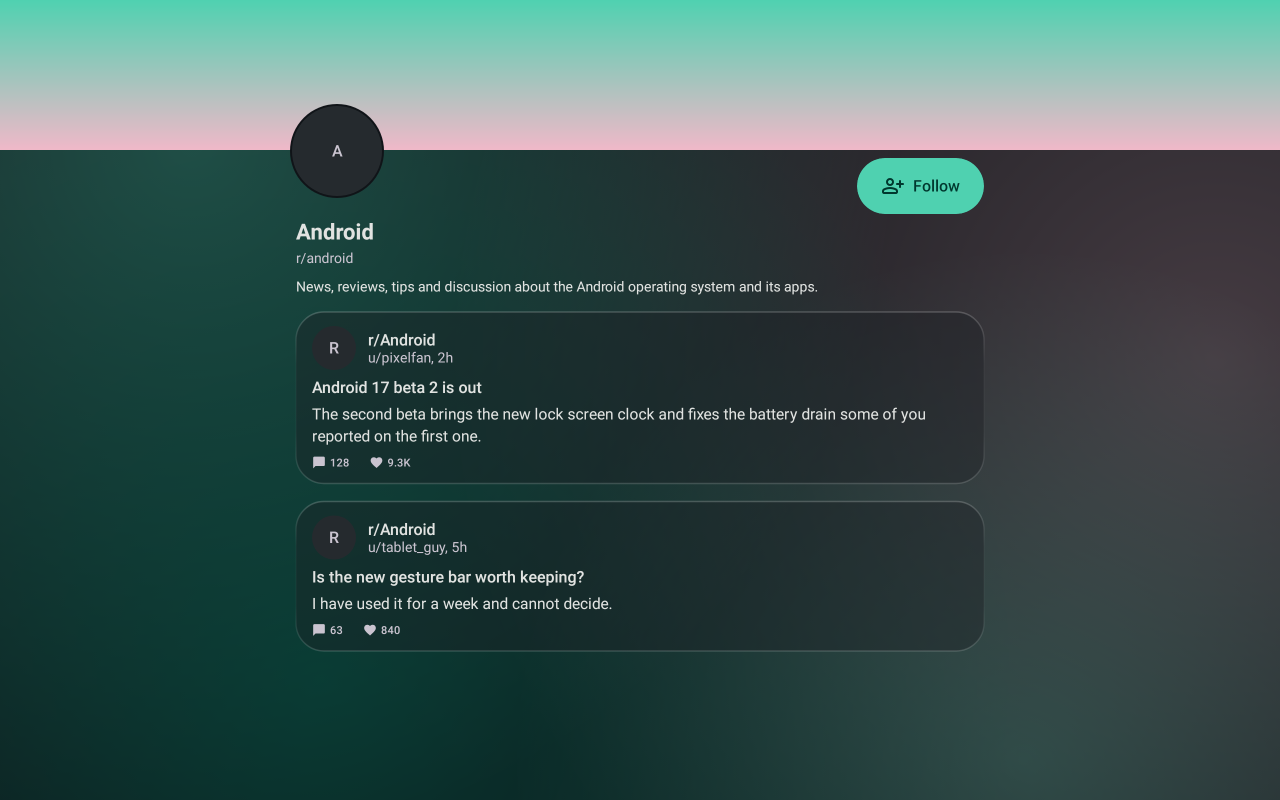 A
Follow
Android
r/android
News, reviews, tips and discussion about the Android operating system and its apps.
R
r/Android
u/pixelfan, 2h
Android 17 beta 2 is out
The second beta brings the new lock screen clock and fixes the battery drain some of you
reported on the first one.
128 9.3K
R
r/Android
u/tablet_guy, 5h
Is the new gesture bar worth keeping?
I have used it for a week and cannot decide.
63 840